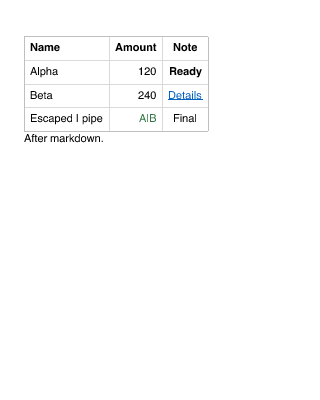 Name Amount Note
Alpha 120 Ready
Beta 240 Details
Escaped | pipe A|B Final
After markdown.